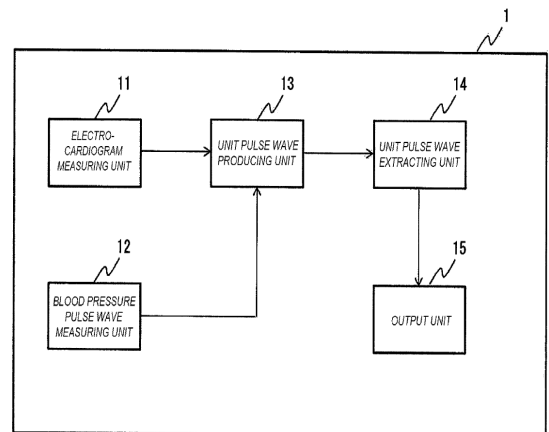 1
11
ELECTRO-
CARDIOGRAM
MEASURING UNIT
13
UNIT PULSE WAVE
PRODUCING UNIT
14
UNIT PULSE WAVE
EXTRACTING UNIT
12
BLOOD PRESSURE
PULSE WAVE
MEASURING UNIT
15
OUTPUT UNIT